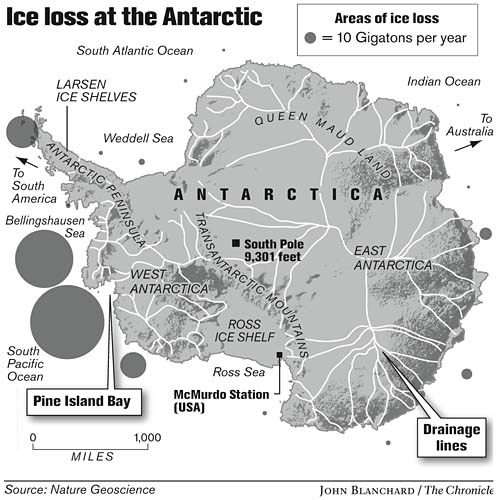 Ice loss at the Antarctic
Areas of ice loss
= 10 Gigatons per year
South Atlantic Ocean
Indian Ocean
LARSEN
ICE SHELVES
QUEEN MAUD LAND
To
Australia
Weddell Sea
ANTARCTIC PENINSULA
To
South
America
ANTARCTICA
Bellingshausen
Sea
TRANSANTARCTIC MOUNTAINS
South Pole
9,301 feet
EAST
ANTARCTICA
WEST
ANTARCTICA
ROSS
ICE SHELF
South
Pacific
Ocean
Ross Sea
Pine Island Bay
McMurdo Station
(USA)
Drainage
lines
0 1,000
MILES
Source: Nature Geoscience
JOHN BLANCHARD / The Chronicle